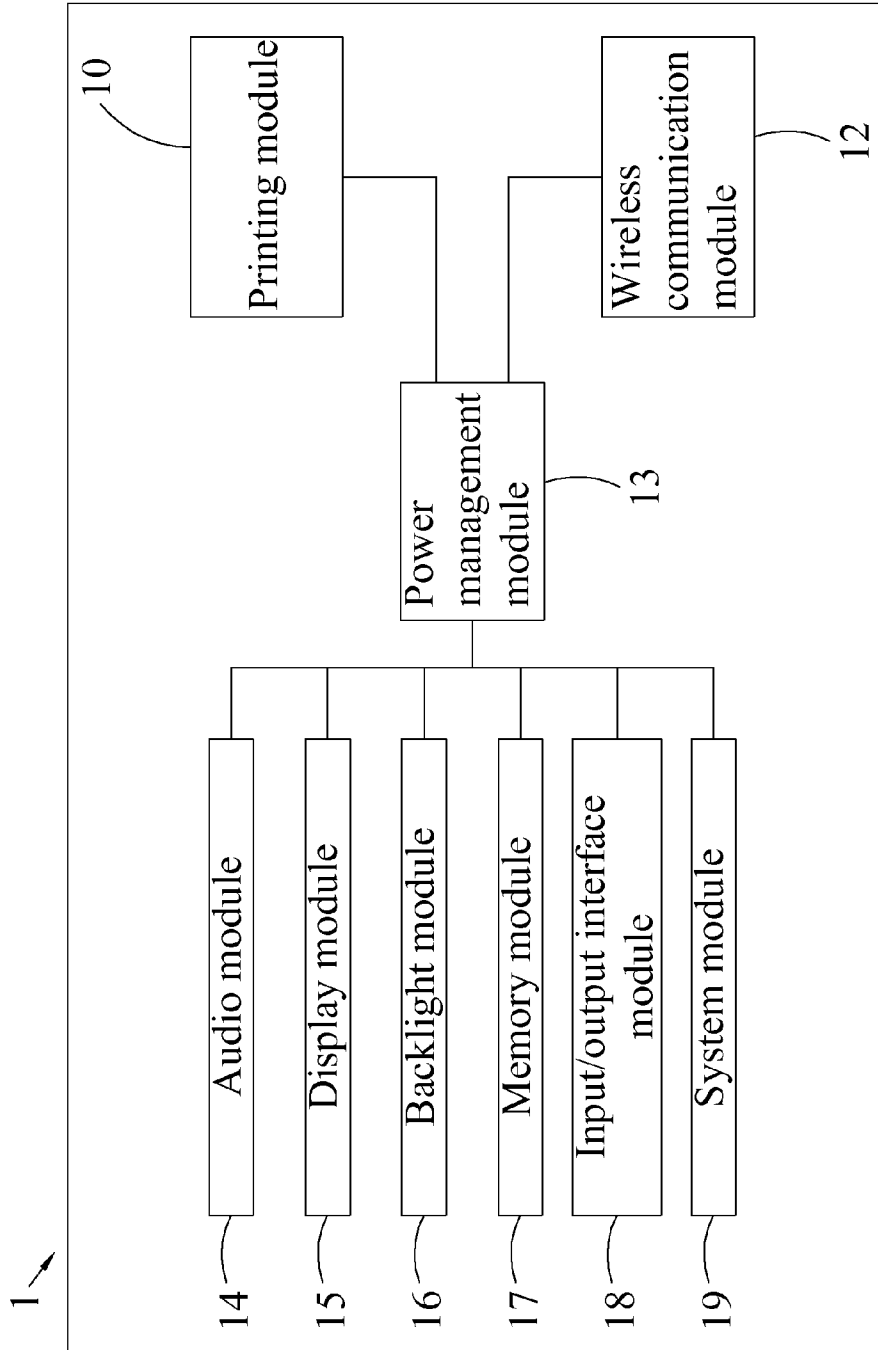 1
14
Audio module
15
Display module
16
Backlight module
17
Memory module
18
Input/output interface
module
19
System module
Power
management
module
13
Printing module
10
Wireless
communication
module
12